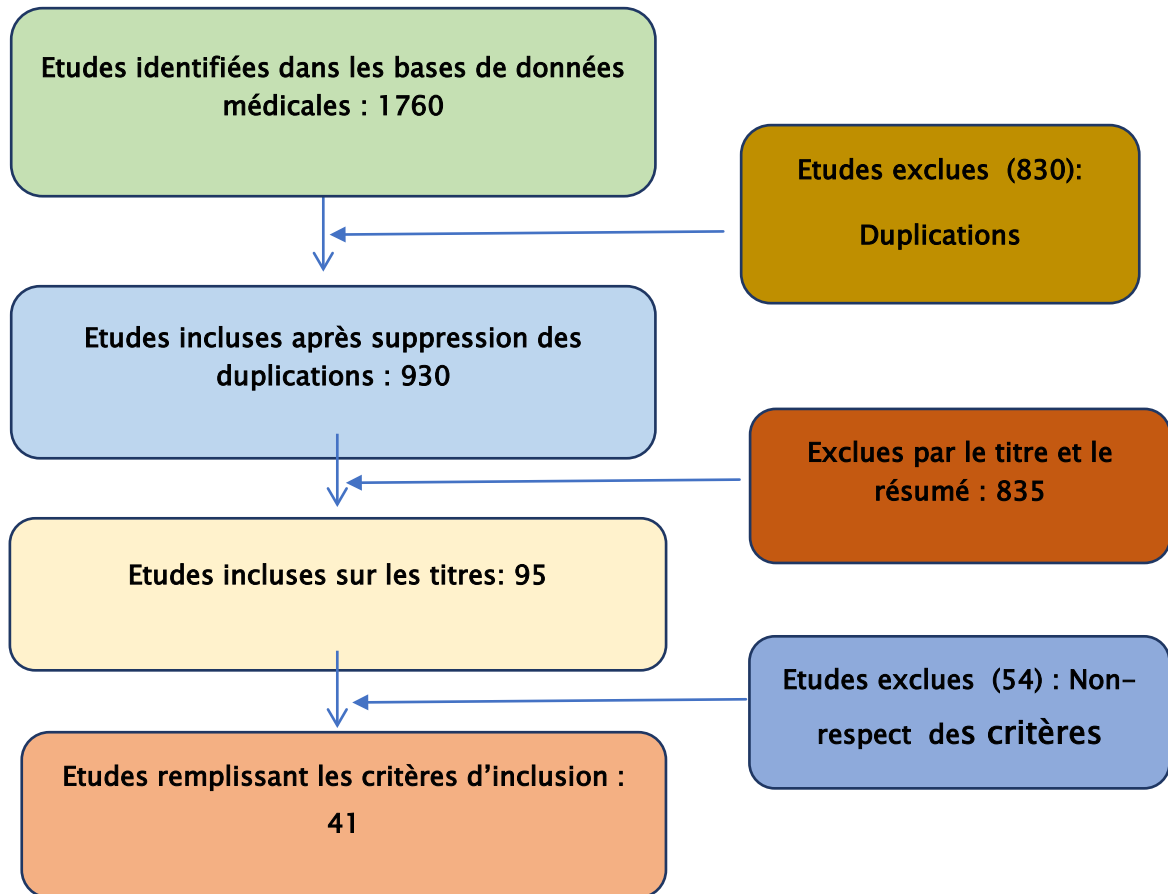 Etudes identifiées dans les bases de données
médicales : 1760
Etudes exclues (830):
Duplications
Etudes incluses après suppression des
duplications : 930
Exclues par le titre et le
résumé : 835
Etudes incluses sur les titres: 95
Etudes exclues (54) : Non-
respect des critères
Etudes remplissant les critères d’inclusion :
41